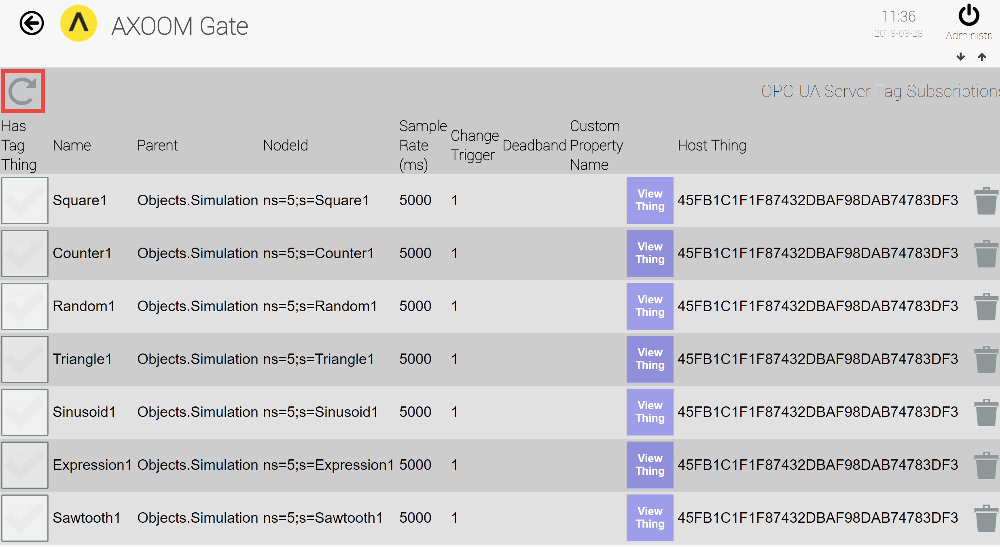 AXOOM Gate
11:36
2018-03-28
Administra
OPC-UA Server Tag Subscriptions
Has Tag Thing
Name
Parent
NodeId
Sample Rate (ms)
Change Trigger
Deadband
Custom Property Name
Host Thing
Square1 Objects.Simulation ns=5;s=Square1 5000 1 View Thing 45FB1C1F1F87432DBAF98DAB74783DF3
Counter1 Objects.Simulation ns=5;s=Counter1 5000 1 View Thing 45FB1C1F1F87432DBAF98DAB74783DF3
Random1 Objects.Simulation ns=5;s=Random1 5000 1 View Thing 45FB1C1F1F87432DBAF98DAB74783DF3
Triangle1 Objects.Simulation ns=5;s=Triangle1 5000 1 View Thing 45FB1C1F1F87432DBAF98DAB74783DF3
Sinusoid1 Objects.Simulation ns=5;s=Sinusoid1 5000 1 View Thing 45FB1C1F1F87432DBAF98DAB74783DF3
Expression1 Objects.Simulation ns=5;s=Expression1 5000 1 View Thing 45FB1C1F1F87432DBAF98DAB74783DF3
Sawtooth1 Objects.Simulation ns=5;s=Sawtooth1 5000 1 View Thing 45FB1C1F1F87432DBAF98DAB74783DF3